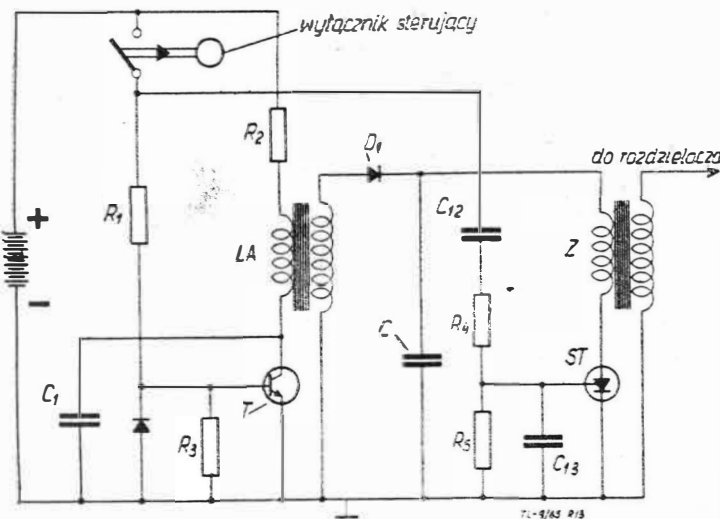 wyłącznik sterujący
R2
D1
do rozdzielacza
R1
C12
+
LA
Z
-
R4
C
ST
C1
T
R3
R5
C13
TL-9/65 R13